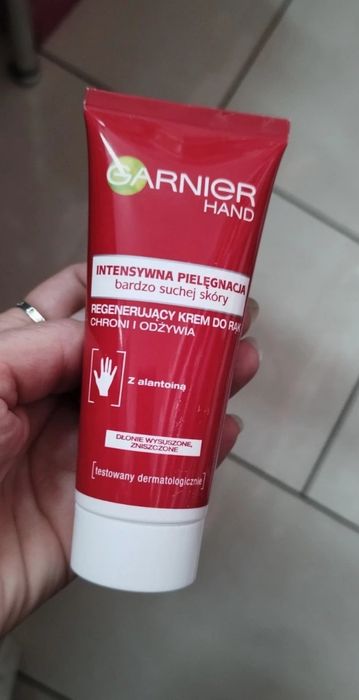 GARNIER
HAND
INTENSYWNA PIELĘGNACJA
bardzo suchej skóry
REGENERUJĄCY KREM DO RĄK
CHRONI I ODŻYWIA
z alantoiną
DŁONIE WYSUSZONE,
ZNISZCZONE
[testowany dermatologicznie]